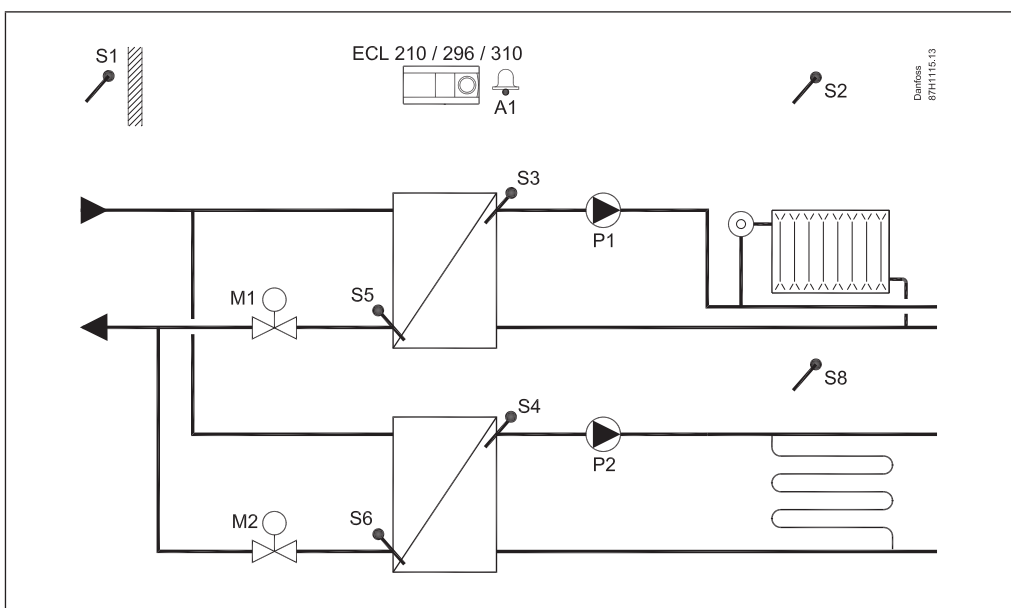 S1
ECL 210 / 296 / 310
A1
S2
Danfoss
87H1115.13
S3
P1
M1
S5
S8
S4
P2
M2
S6